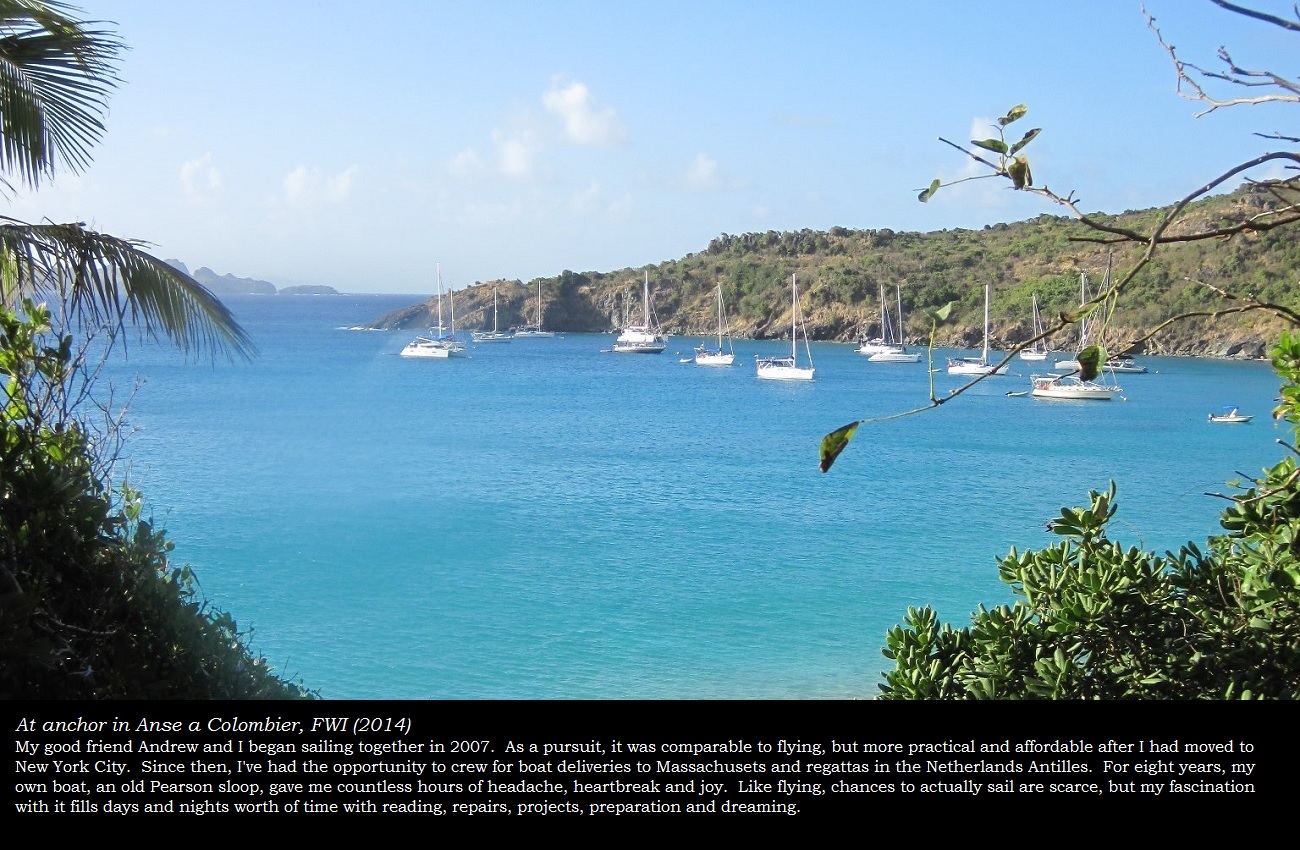 At anchor in Anse a Colombier, FWI (2014)
My good friend Andrew and I began sailing together in 2007.  As a pursuit, it was comparable to flying, but more practical and affordable after I had moved to
New York City.  Since then, I've had the opportunity to crew for boat deliveries to Massachusets and regattas in the Netherlands Antilles.  For eight years, my
own boat, an old Pearson sloop, gave me countless hours of headache, heartbreak and joy.  Like flying, chances to actually sail are scarce, but my fascination
with it fills days and nights worth of time with reading, repairs, projects, preparation and dreaming.